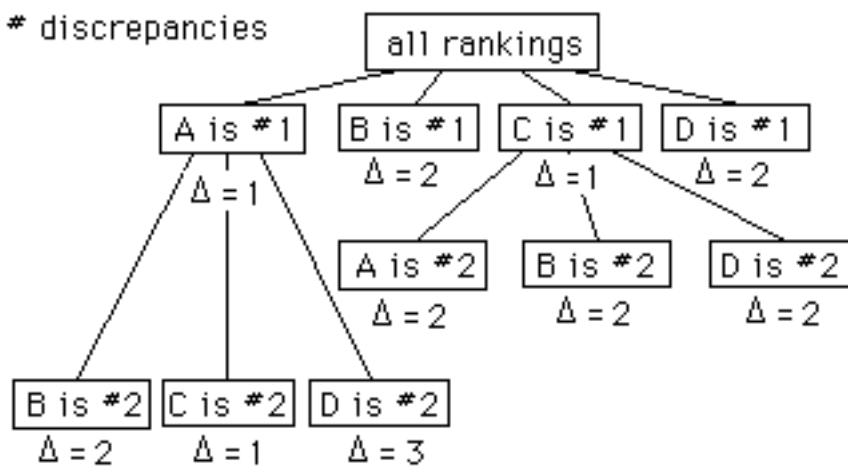 # discrepancies
all rankings
A is #1
B is #1
C is #1
D is #1
Δ = 1
Δ = 2
Δ = 1
Δ = 2
A is #2
B is #2
D is #2
Δ = 2
Δ = 2
Δ = 2
B is #2
C is #2
D is #2
Δ = 2
Δ = 1
Δ = 3